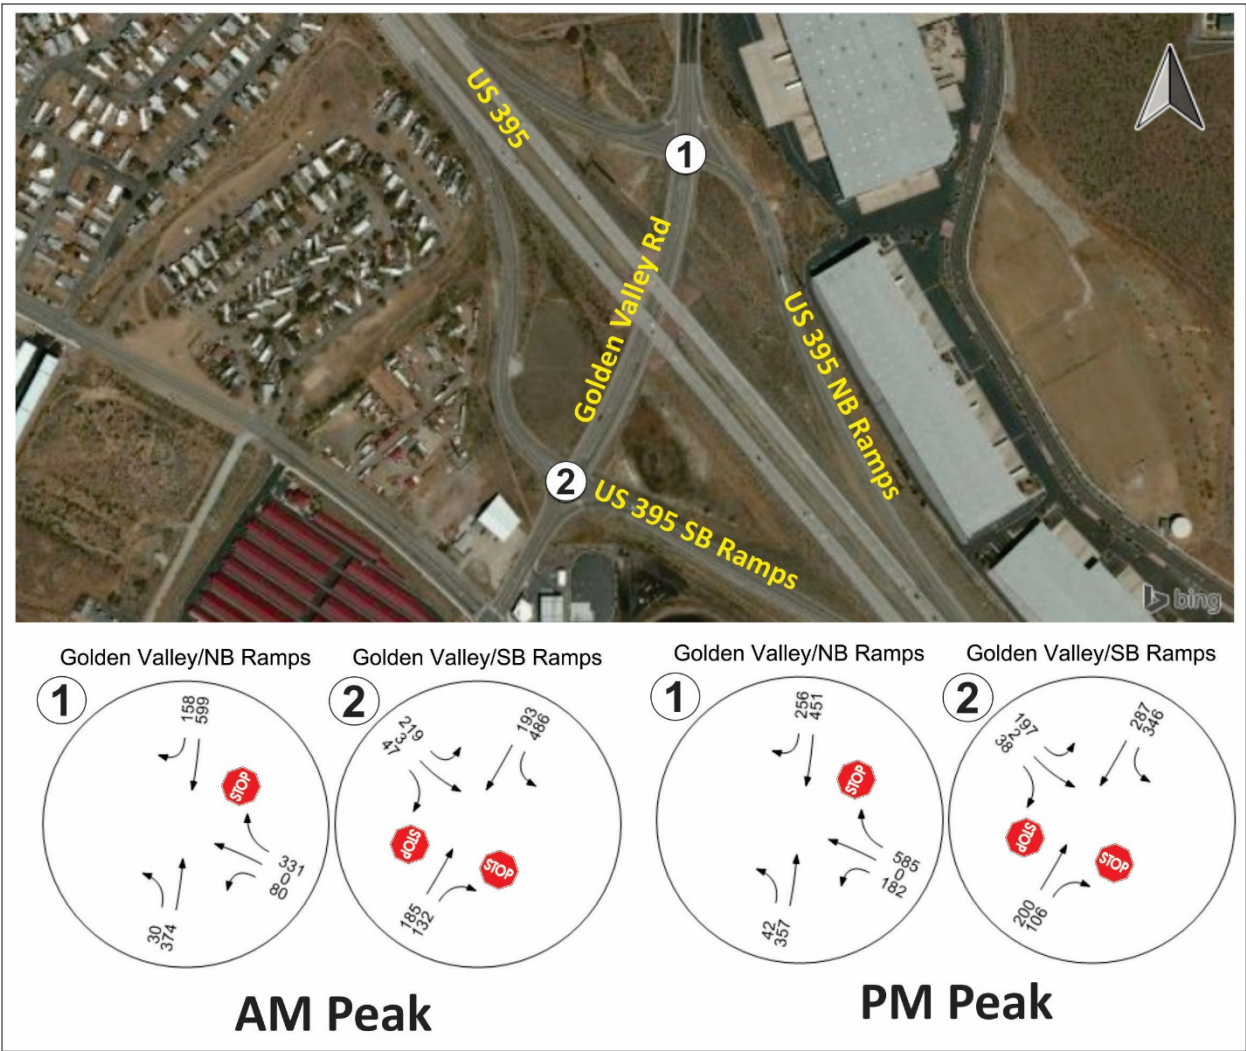 US 395
1
Golden Valley Rd
US 395 NB Ramps
2
US 395 SB Ramps
bing
Golden Valley/NB Ramps
1
158
599
STOP
331
0
80
30
374
Golden Valley/SB Ramps
2
219
3
47
193
486
STOP
STOP
185
132
AM Peak
Golden Valley/NB Ramps
1
256
451
STOP
585
0
182
42
357
Golden Valley/SB Ramps
2
197
2
38
287
346
STOP
STOP
200
106
PM Peak